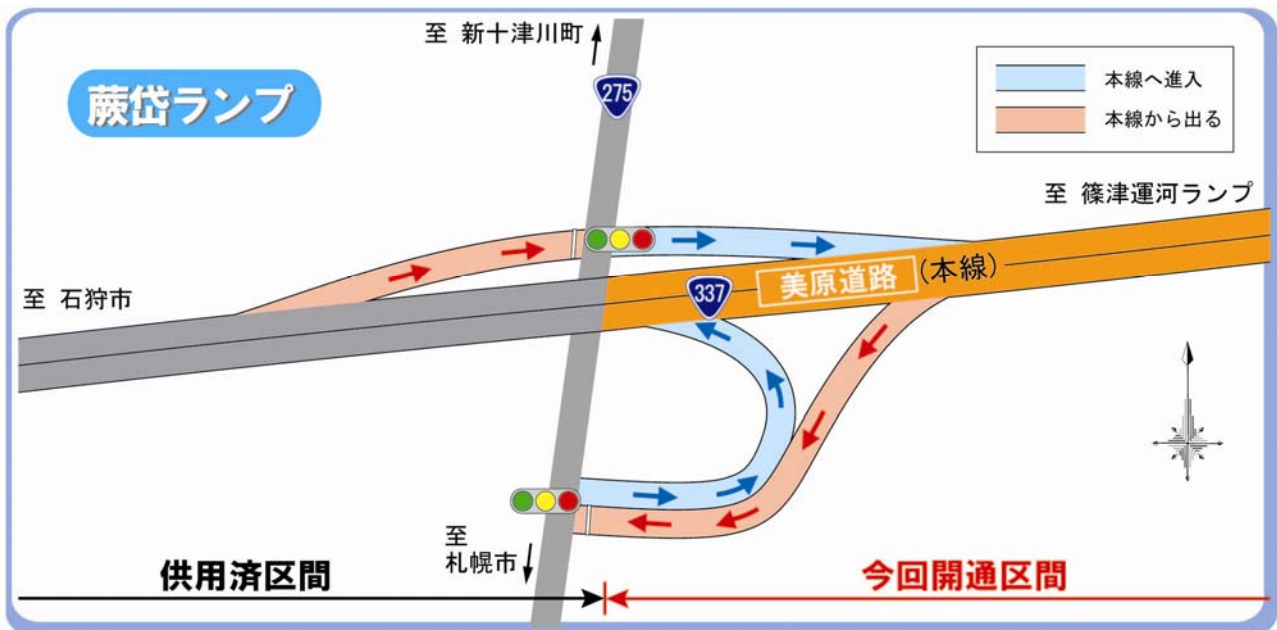 至 新十津川町
275
蕨岱ランプ
本線へ進入
本線から出る
至 篠津運河ランプ
美原道路
(本線)
337
至 石狩市
至
札幌市
供用済区間
今回開通区間